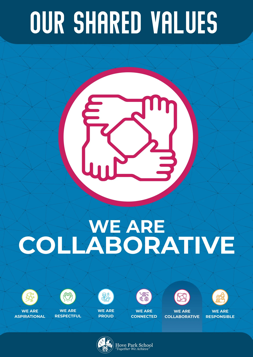 OUR SHARED VALUES
WE ARE
COLLABORATIVE
WE ARE
ASPIRATIONAL
WE ARE
RESPECTFUL
WE ARE
PROUD
WE ARE
CONNECTED
WE ARE
COLLABORATIVE
WE ARE
RESPONSIBLE
Hove Park School
"Together We Achieve"